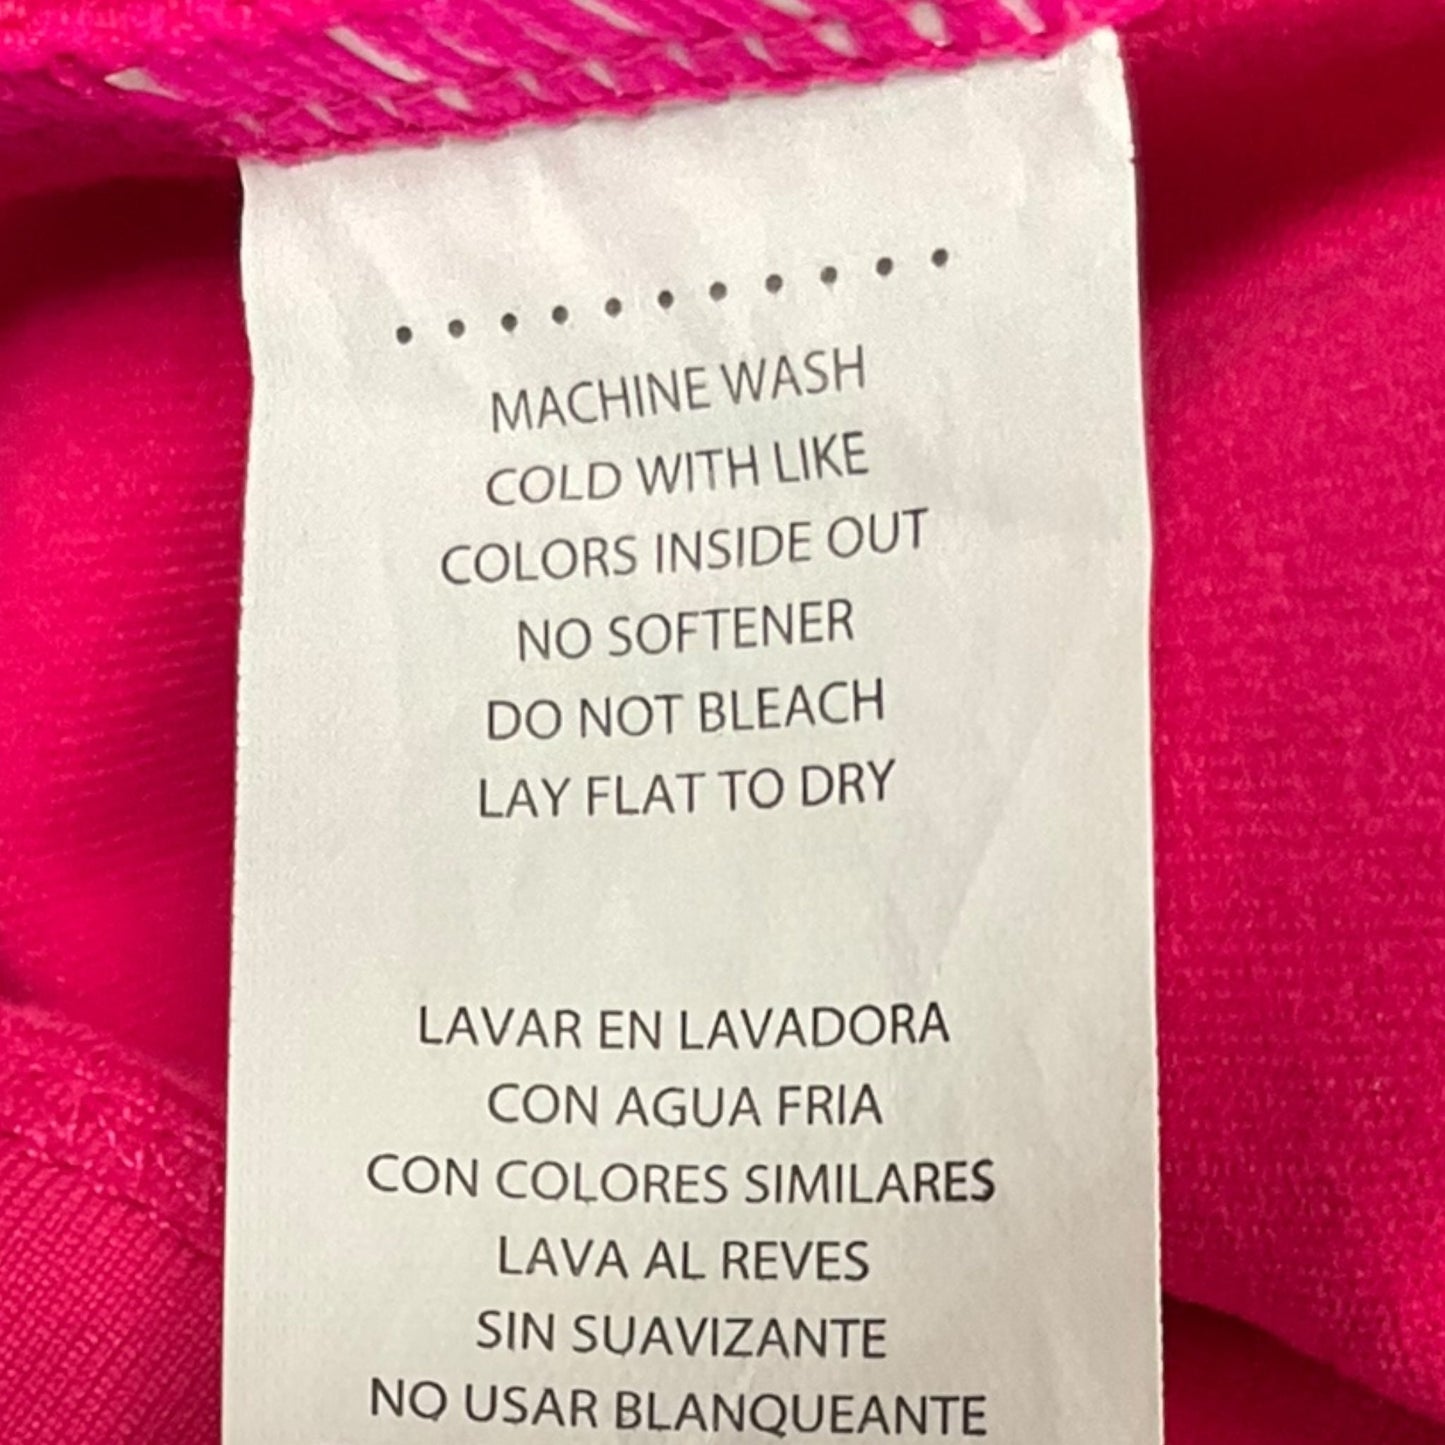 MACHINE WASH
COLD WITH LIKE
COLORS INSIDE OUT
NO SOFTENER
DO NOT BLEACH
LAY FLAT TO DRY
LAVAR EN LAVADORA
CON AGUA FRIA
CON COLORES SIMILARES
LAVA AL REVES
SIN SUAVIZANTE
NO USAR BLANQUEANTE